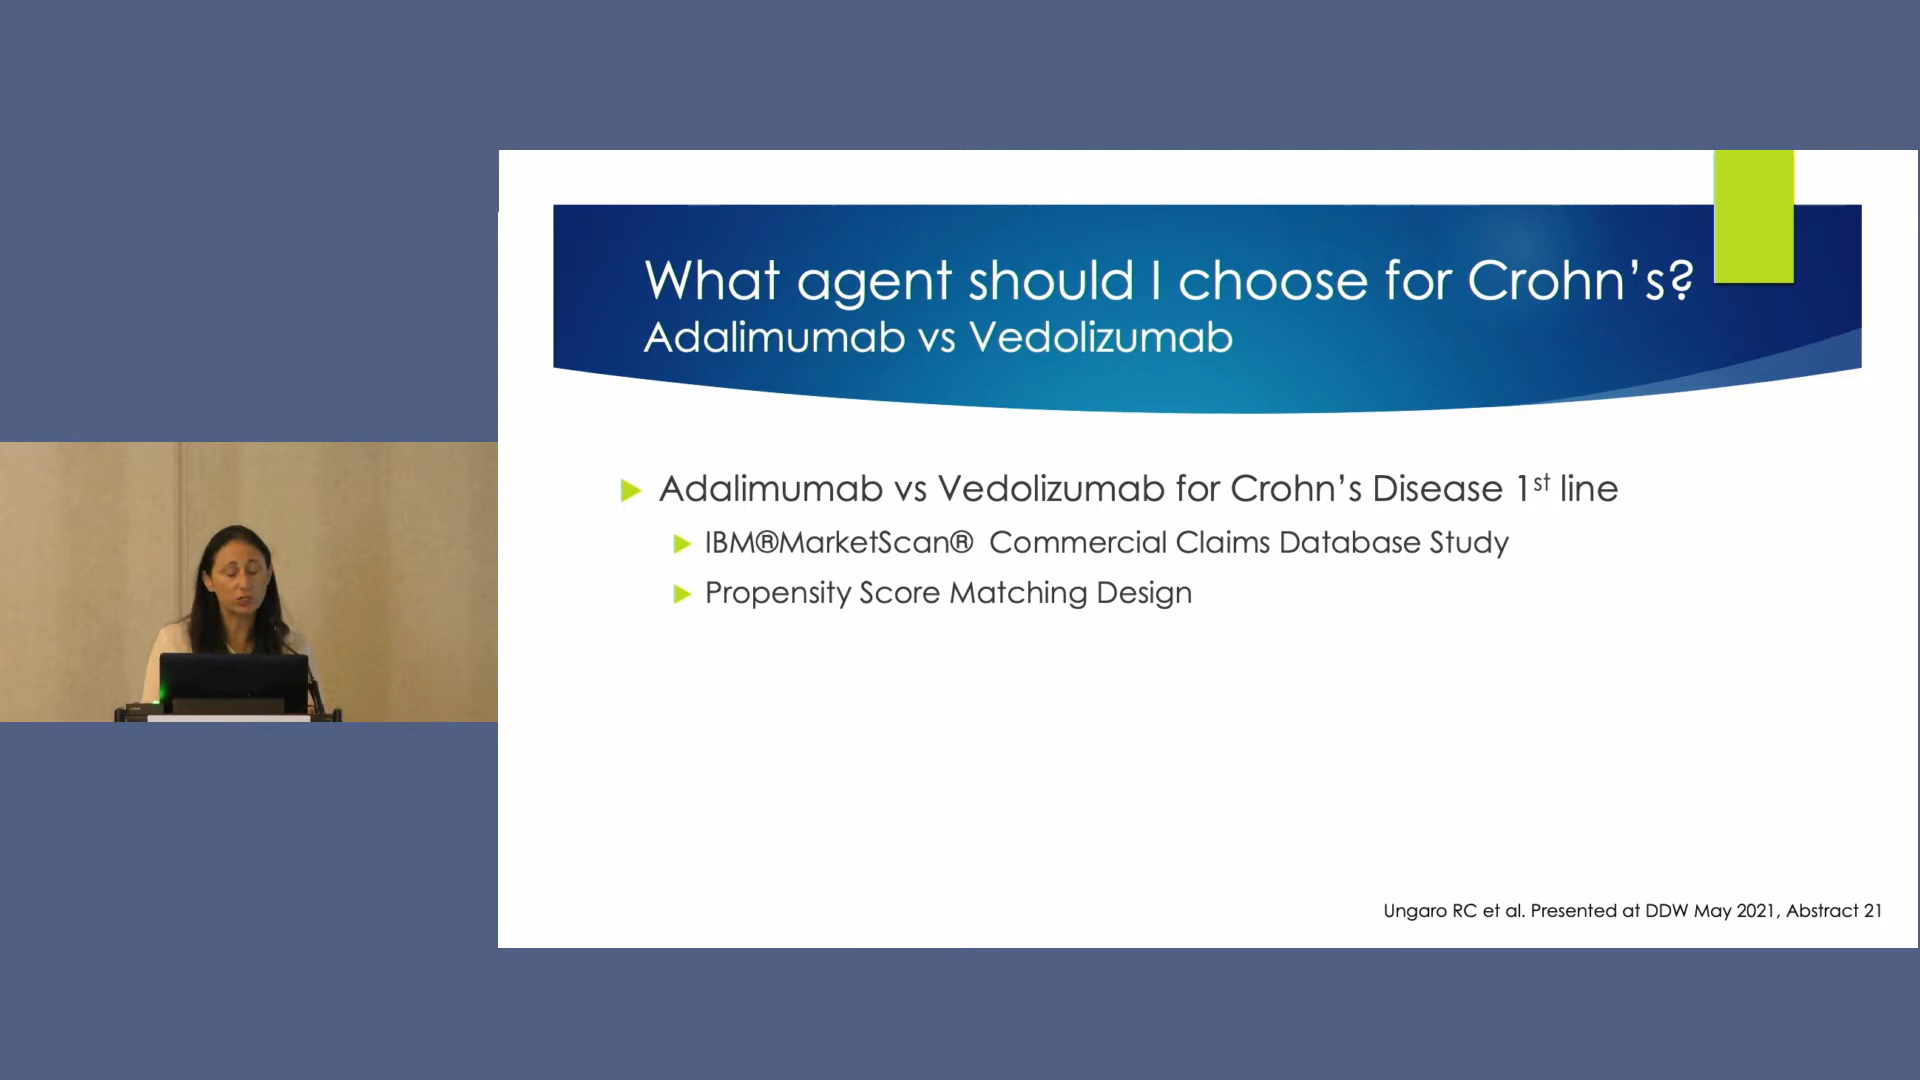 What agent should I choose for Crohn’s?
Adalimumab vs Vedolizumab
Adalimumab vs Vedolizumab for Crohn’s Disease 1st line
IBM®MarketScan®  Commercial Claims Database Study
Propensity Score Matching Design
Ungaro RC et al. Presented at DDW May 2021, Abstract 21